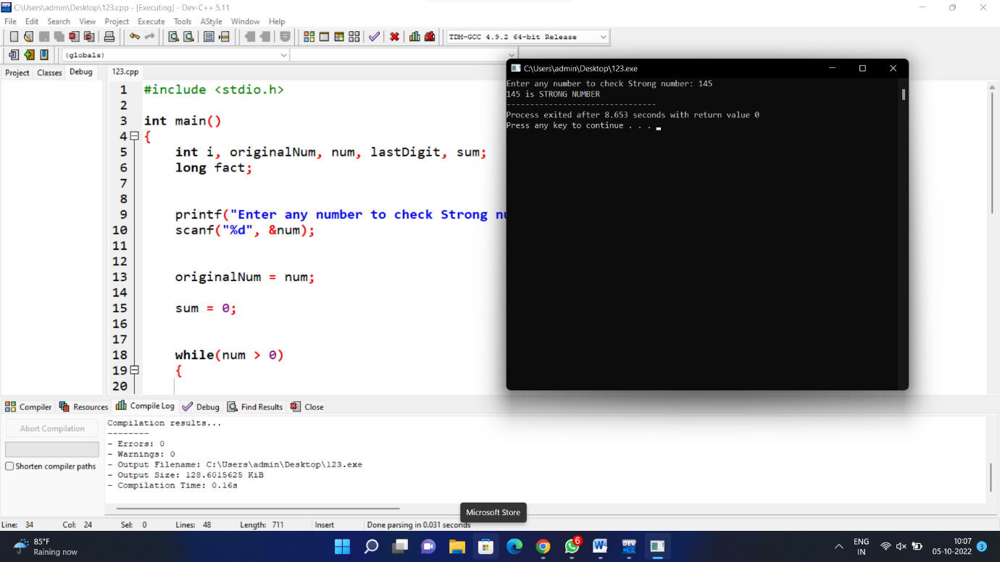 C:\Users\admin\Desktop\123.cpp - [Executing] - Dev-C++ 5.11
File Edit Search View Project Execute Tools AStyle Window Help
TDM-GCC 4.9.2 64-bit Release
(globals)
Project Classes Debug
123.cpp
1 #include <stdio.h>
2
3 int main()
4 {
5 int i, originalNum, num, lastDigit, sum;
6 long fact;
7
8
9 printf("Enter any number to check Strong nu
10 scanf("%d", &num);
11
12
13 originalNum = num;
14
15 sum = 0;
16
17
18 while(num > 0)
19 {
20
C:\Users\admin\Desktop\123.exe
Enter any number to check Strong number: 145
145 is STRONG NUMBER
--------------------------------
Process exited after 8.653 seconds with return value 0
Press any key to continue . . .
Compiler Resources Compile Log Debug Find Results Close
Abort Compilation
Shorten compiler paths
Compilation results...
--------
- Errors: 0
- Warnings: 0
- Output Filename: C:\Users\admin\Desktop\123.exe
- Output Size: 128.6015625 KiB
- Compilation Time: 0.16s
Microsoft Store
Line: 34 Col: 24 Sel: 0 Lines: 48 Length: 711 Insert Done parsing in 0.031 seconds
85°F
Raining now
DEV
6
ENG
IN
10:07
05-10-2022
3